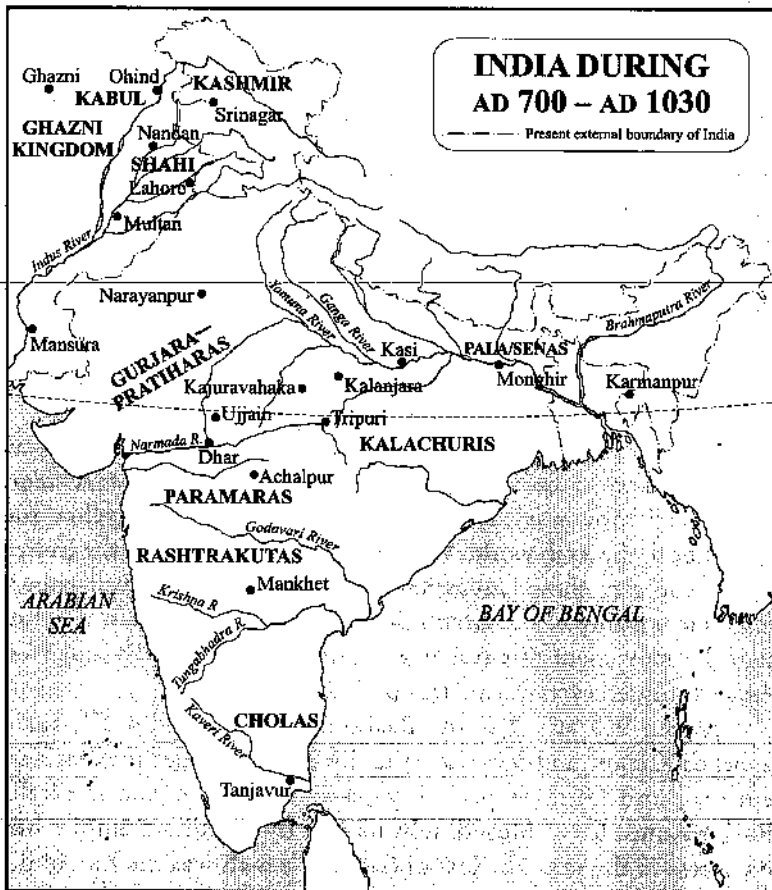 INDIA DURING
AD 700 – AD 1030
Present external boundary of India
Ghazni
Ohind
KASHMIR
KABUL
Srinagar
GHAZNI
KINGDOM
Nandan
SHAHI
Lahore
Multan
Indus River
Narayanpur
Yamuna River
Ganga River
Brahmaputra River
Mansura
GURJARA—
PRATIHARAS
Kasi
PALA/SENAS
Monghir
Kajuravahaka
Kalanjara
Karmanpur
Ujjain
Tripuri
Narmada R.
Dhar
KALACHURIS
Achalpur
PARAMARAS
Godavari River
RASHTRAKUTAS
Mankhet
Krishna R
ARABIAN
SEA
BAY OF BENGAL
Tungabhadra R.
CHOLAS
Kaveri River
Tanjavur